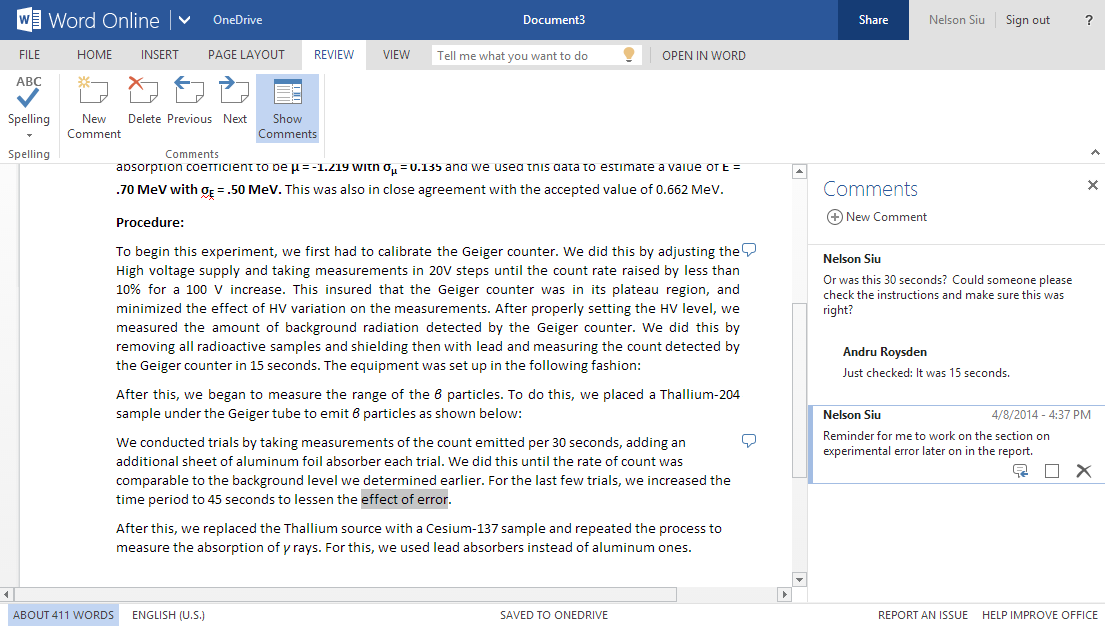 Word Online
OneDrive
Document3
Share
Nelson Siu
Sign out
?
FILE
HOME
INSERT
PAGE LAYOUT
REVIEW
VIEW
Tell me what you want to do
OPEN IN WORD
ABC
Spelling
New Comment
Delete
Previous
Next
Show Comments
Spelling
Comments
absorption coefficient to be μ = -1.219 with σμ = 0.135 and we used this data to estimate a value of E =
.70 MeV with σE = .50 MeV. This was also in close agreement with the accepted value of 0.662 MeV.
Procedure:
To begin this experiment, we first had to calibrate the Geiger counter. We did this by adjusting the
High voltage supply and taking measurements in 20V steps until the count rate raised by less than
10% for a 100 V increase. This insured that the Geiger counter was in its plateau region, and
minimized the effect of HV variation on the measurements. After properly setting the HV level, we
measured the amount of background radiation detected by the Geiger counter. We did this by
removing all radioactive samples and shielding then with lead and measuring the count detected by
the Geiger counter in 15 seconds. The equipment was set up in the following fashion:
After this, we began to measure the range of the β particles. To do this, we placed a Thallium-204
sample under the Geiger tube to emit β particles as shown below:
We conducted trials by taking measurements of the count emitted per 30 seconds, adding an
additional sheet of aluminum foil absorber each trial. We did this until the rate of count was
comparable to the background level we determined earlier. For the last few trials, we increased the
time period to 45 seconds to lessen the effect of error.
After this, we replaced the Thallium source with a Cesium-137 sample and repeated the process to
measure the absorption of γ rays. For this, we used lead absorbers instead of aluminum ones.
Comments
New Comment
Nelson Siu
Or was this 30 seconds? Could someone please
check the instructions and make sure this was
right?
Andru Roysden
Just checked: It was 15 seconds.
Nelson Siu
4/8/2014 - 4:37 PM
Reminder for me to work on the section on
experimental error later on in the report.
ABOUT 411 WORDS
ENGLISH (U.S.)
SAVED TO ONEDRIVE
REPORT AN ISSUE
HELP IMPROVE OFFICE